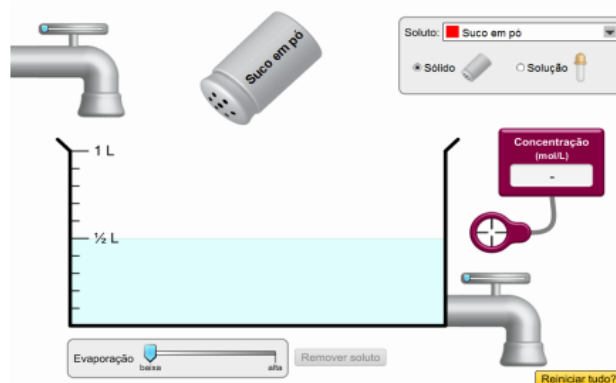 Soluto: Suco em pó
Sólido
Solução
Suco em pó
Concentração
(mol/L)
-
1 L
½ L
Evaporação
baixa
alta
Remover soluto
Reiniciar tudo?